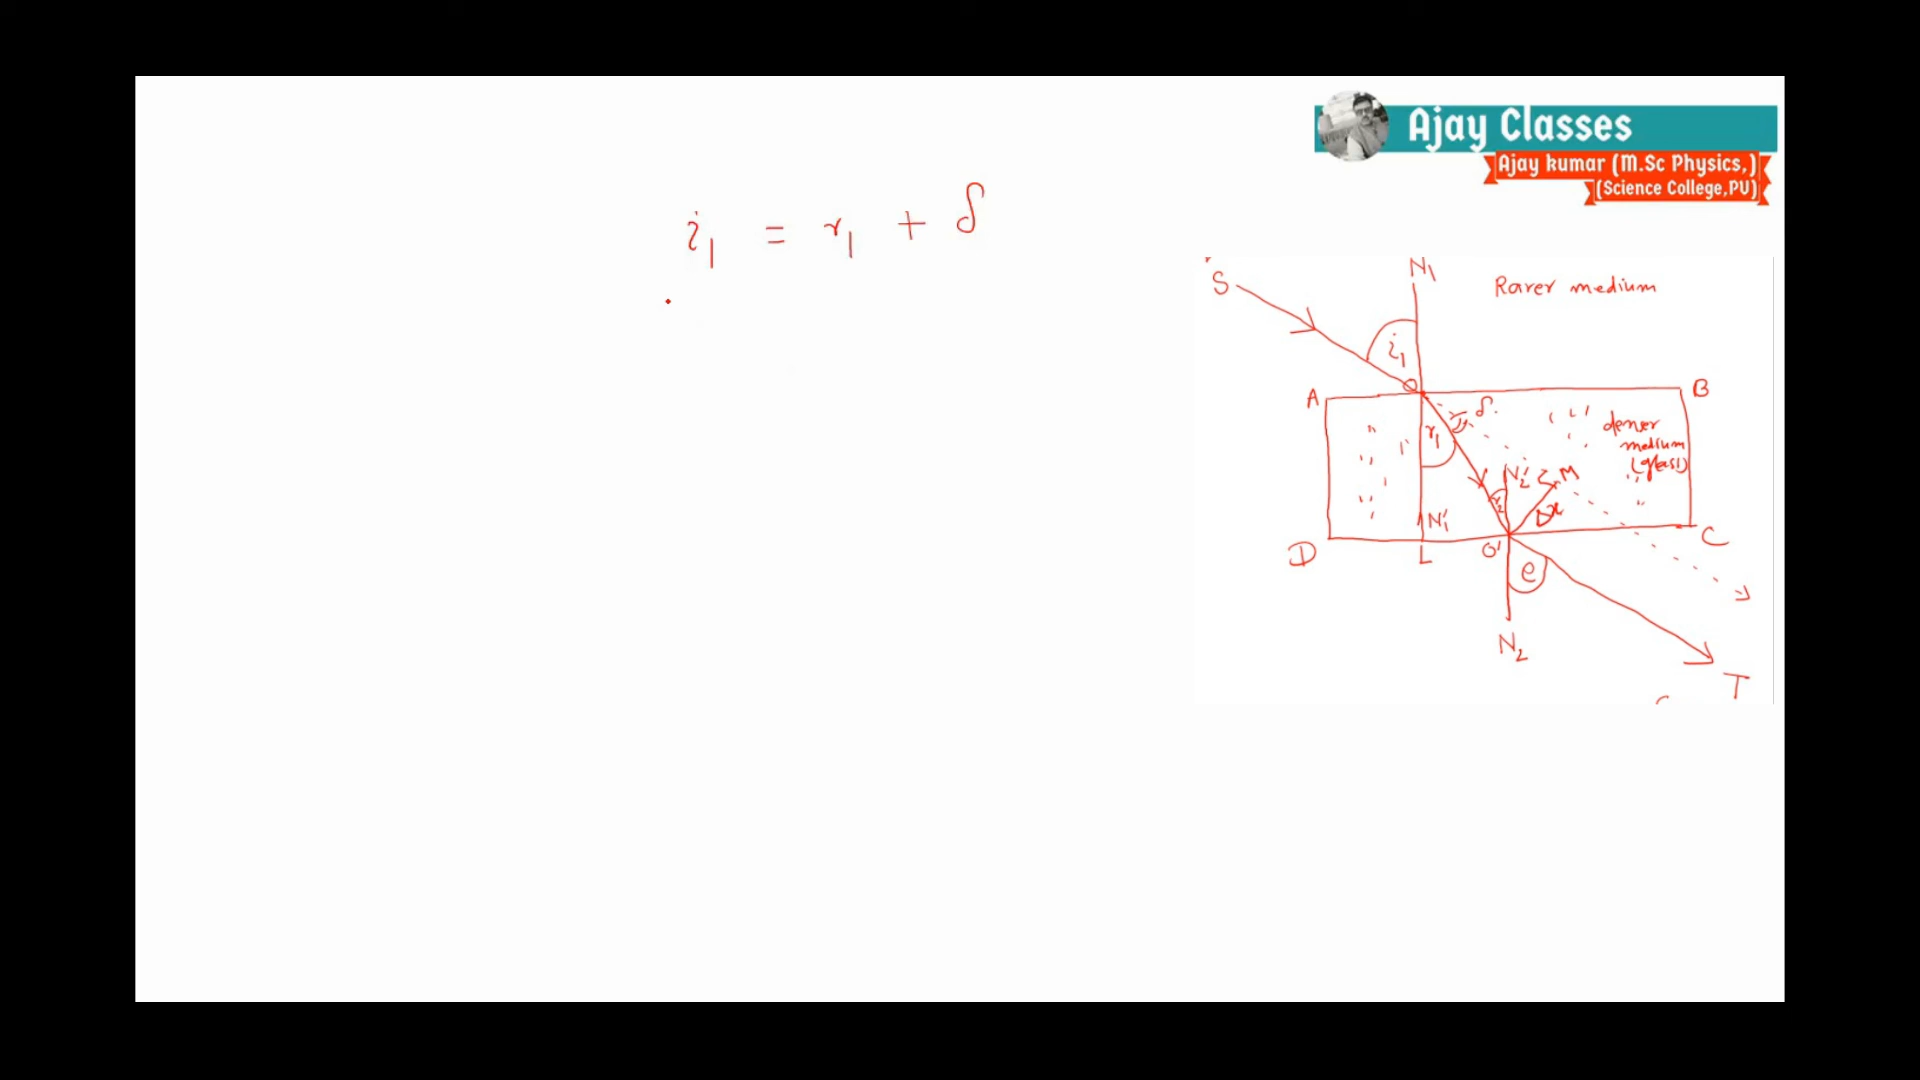 Ajay Classes
Ajay kumar (M.Sc Physics,)
(Science College,PU)
i₁ = r₁ + δ
N₁
S
Rarer medium
i₁
O
A
B
δ
r₁
denser
medium
(glass)
N₂'
M
r₂
Δx
N₁'
D
L
O'
C
e
N₂
T